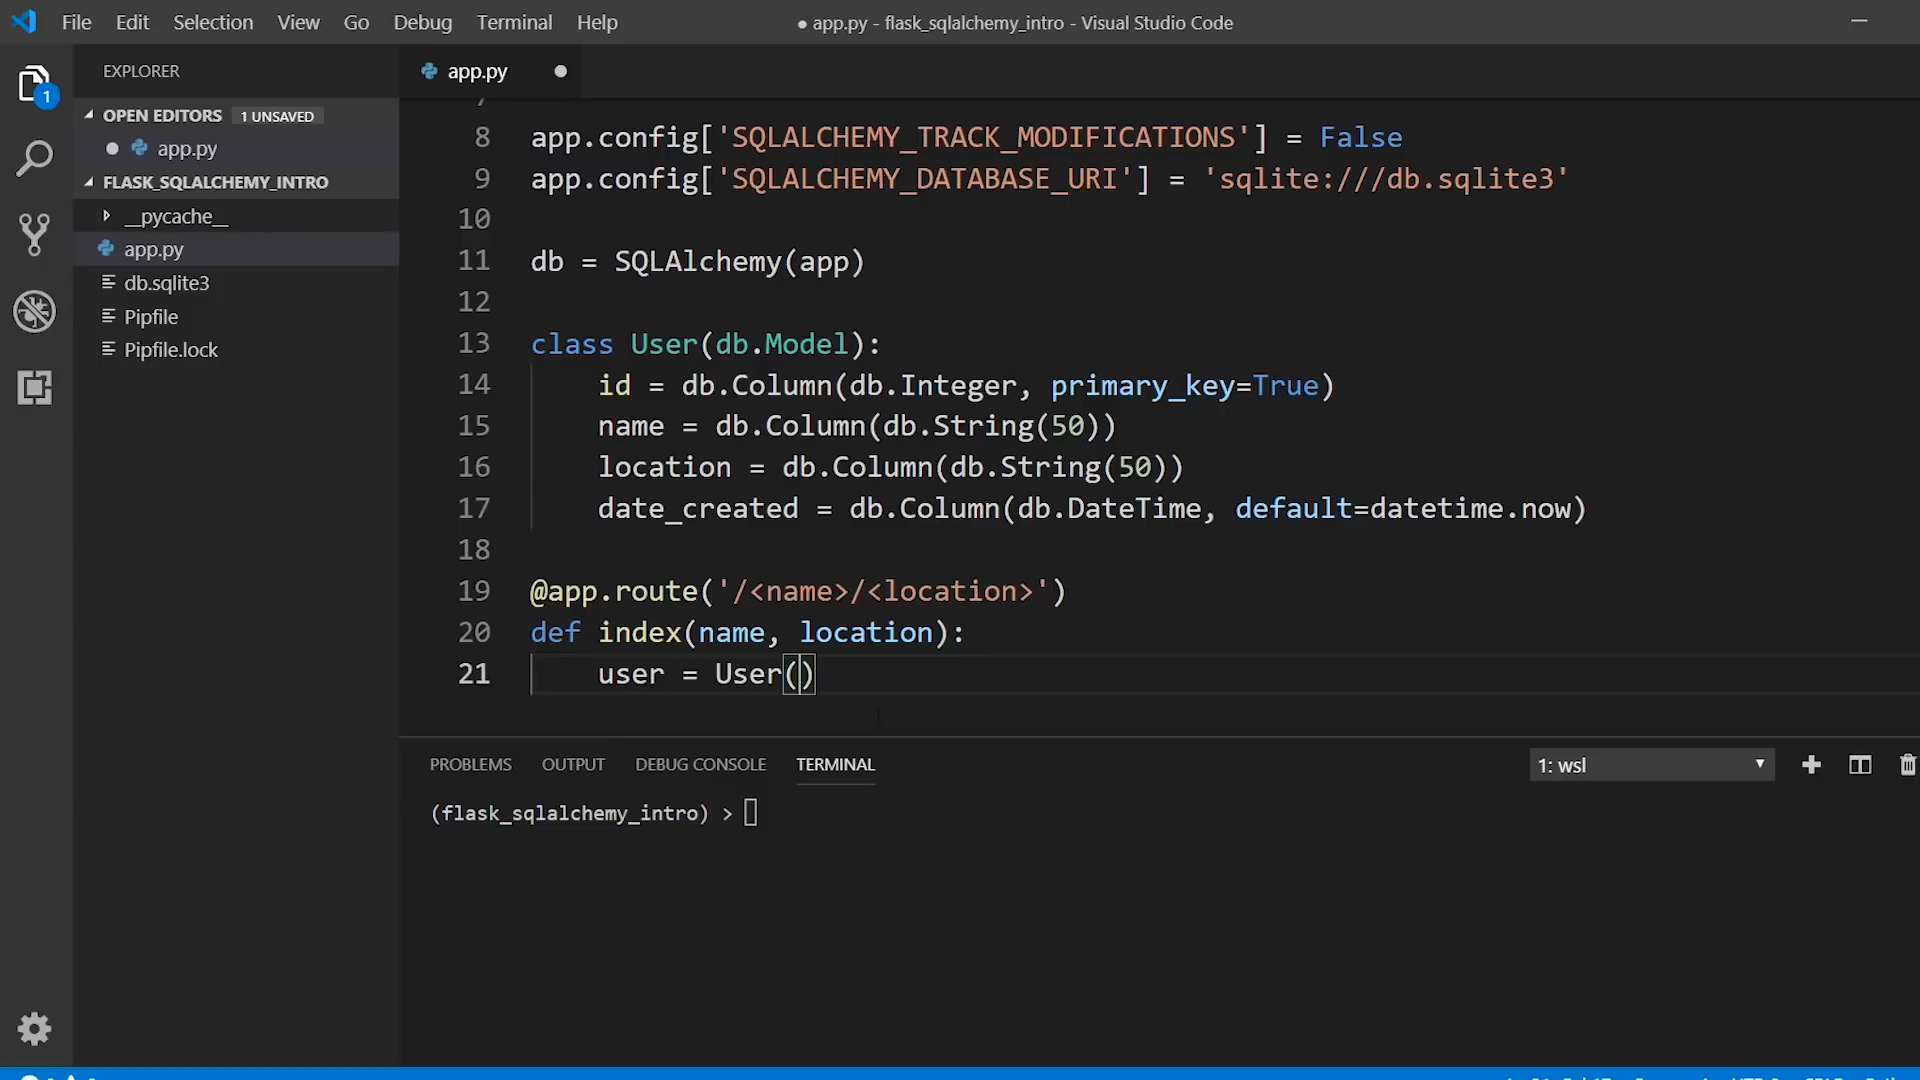 File Edit Selection View Go Debug Terminal Help
● app.py - flask_sqlalchemy_intro - Visual Studio Code
EXPLORER
1
OPEN EDITORS 1 UNSAVED
app.py
FLASK_SQLALCHEMY_INTRO
__pycache__
app.py
db.sqlite3
Pipfile
Pipfile.lock
app.py
8 app.config['SQLALCHEMY_TRACK_MODIFICATIONS'] = False
9 app.config['SQLALCHEMY_DATABASE_URI'] = 'sqlite:///db.sqlite3'
10
11 db = SQLAlchemy(app)
12
13 class User(db.Model):
14 id = db.Column(db.Integer, primary_key=True)
15 name = db.Column(db.String(50))
16 location = db.Column(db.String(50))
17 date_created = db.Column(db.DateTime, default=datetime.now)
18
19 @app.route('/<name>/<location>')
20 def index(name, location):
21 user = User()
PROBLEMS OUTPUT DEBUG CONSOLE TERMINAL
1: wsl
(flask_sqlalchemy_intro) >